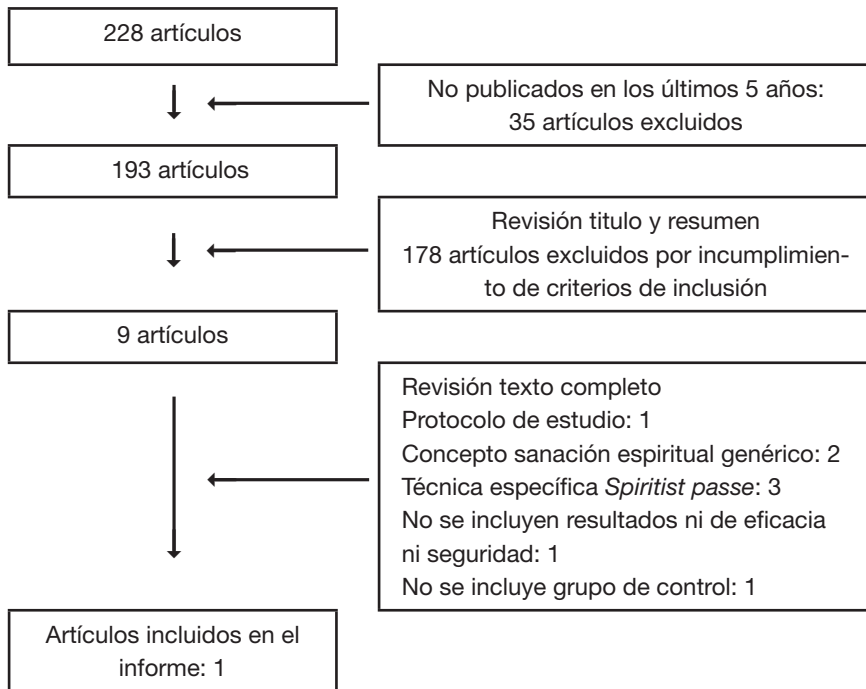 228 artículos
No publicados en los últimos 5 años:
35 artículos excluidos
193 artículos
Revisión titulo y resumen
178 artículos excluidos por incumplimien-
to de criterios de inclusión
9 artículos
Revisión texto completo
Protocolo de estudio: 1
Concepto sanación espiritual genérico: 2
Técnica específica Spiritist passe: 3
No se incluyen resultados ni de eficacia
ni seguridad: 1
No se incluye grupo de control: 1
Artículos incluidos en el
informe: 1